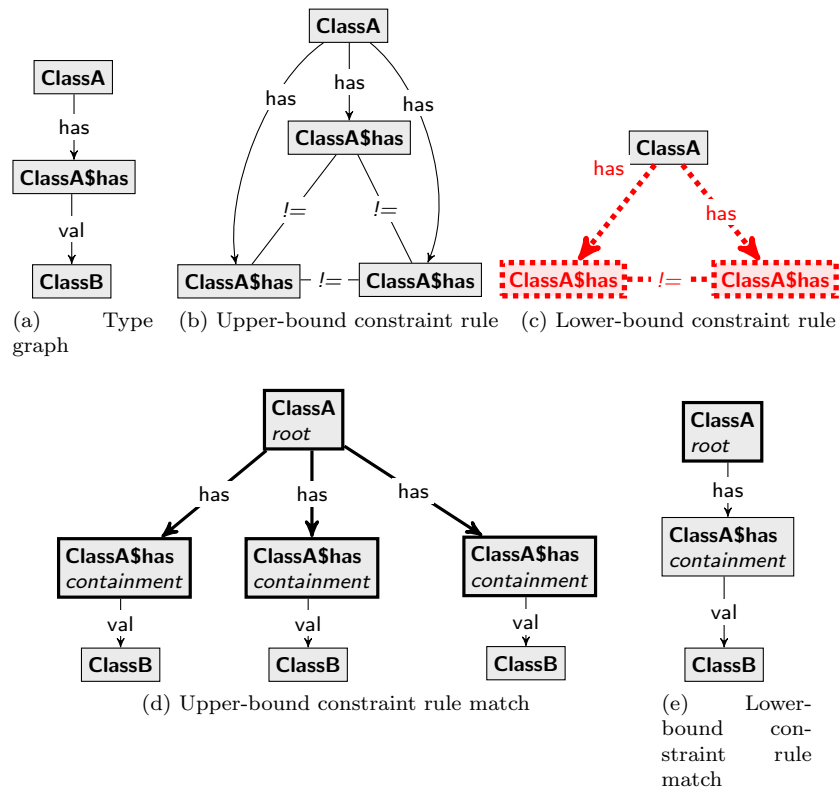 ClassA
has
ClassA$has
val
ClassB
(a) Type
graph
ClassA
has
has
has
ClassA$has
!=
!=
ClassA$has
!=
ClassA$has
(b) Upper-bound constraint rule
ClassA
has
has
ClassA$has
!=
ClassA$has
(c) Lower-bound constraint rule
ClassA
root
has
has
has
ClassA$has
containment
ClassA$has
containment
ClassA$has
containment
val
val
val
ClassB
ClassB
ClassB
(d) Upper-bound constraint rule match
ClassA
root
has
ClassA$has
containment
val
ClassB
(e) Lower-
bound con-
straint rule
match